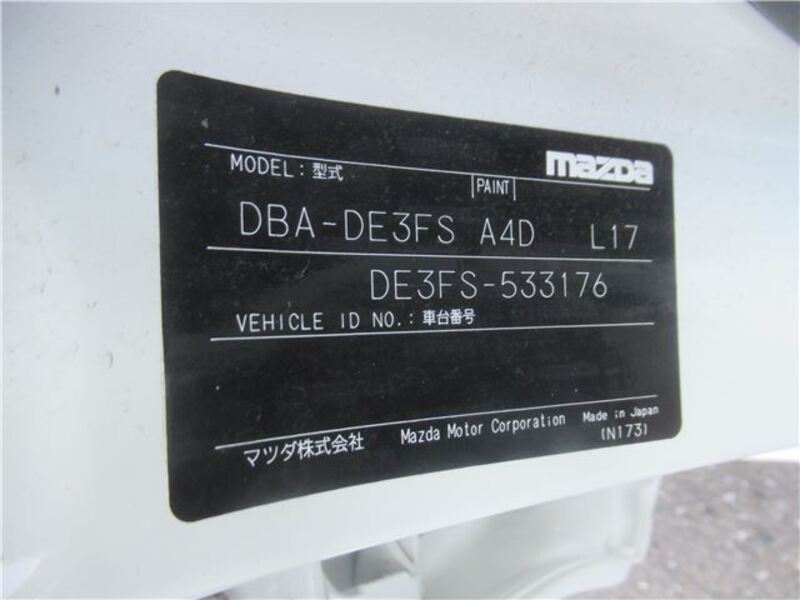 mazda
MODEL: 型式
PAINT
DBA-DE3FS A4D L17
DE3FS-533176
VEHICLE ID NO.: 車台番号
マツダ株式会社 Mazda Motor Corporation Made in Japan
(N173)